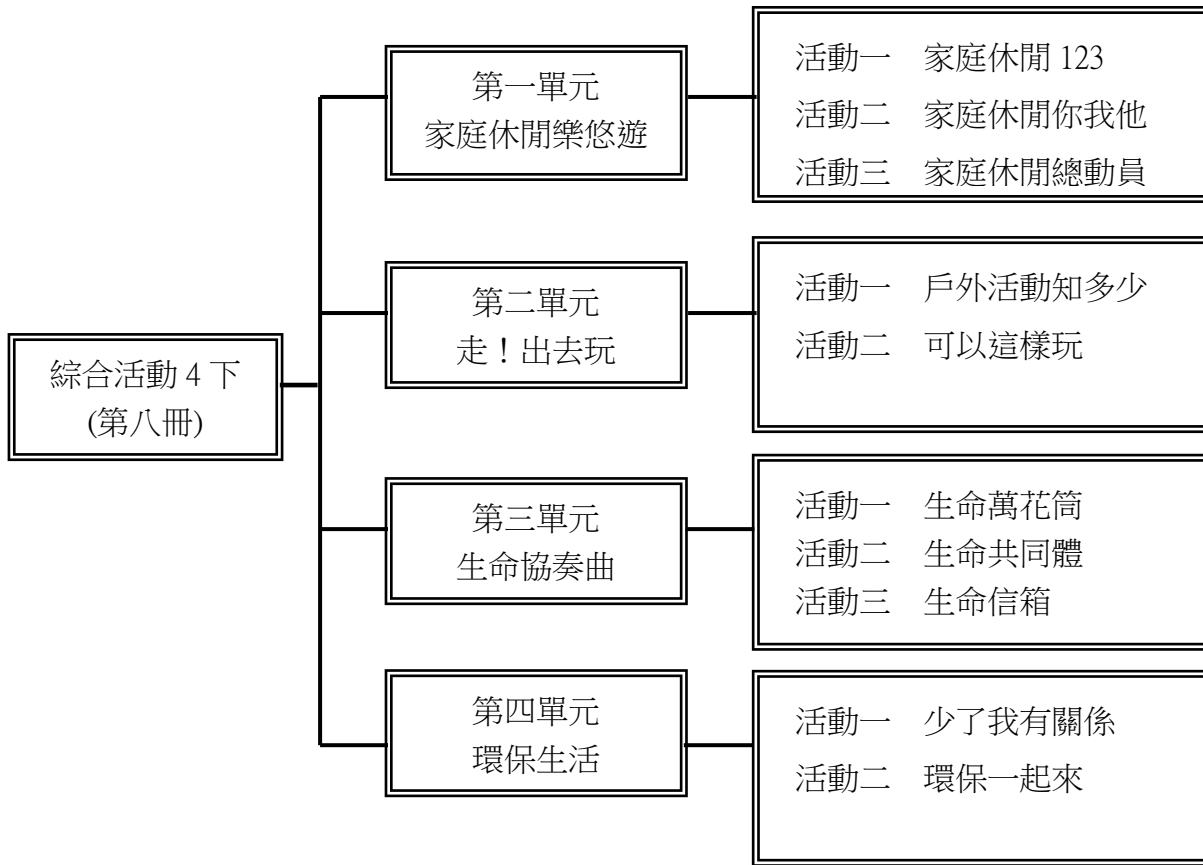 綜合活動 4 下
(第八冊)
第一單元
家庭休閒樂悠遊
活動一　家庭休閒 123
活動二　家庭休閒你我他
活動三　家庭休閒總動員
第二單元
走！出去玩
活動一　戶外活動知多少
活動二　可以這樣玩
第三單元
生命協奏曲
活動一　生命萬花筒
活動二　生命共同體
活動三　生命信箱
第四單元
環保生活
活動一　少了我有關係
活動二　環保一起來